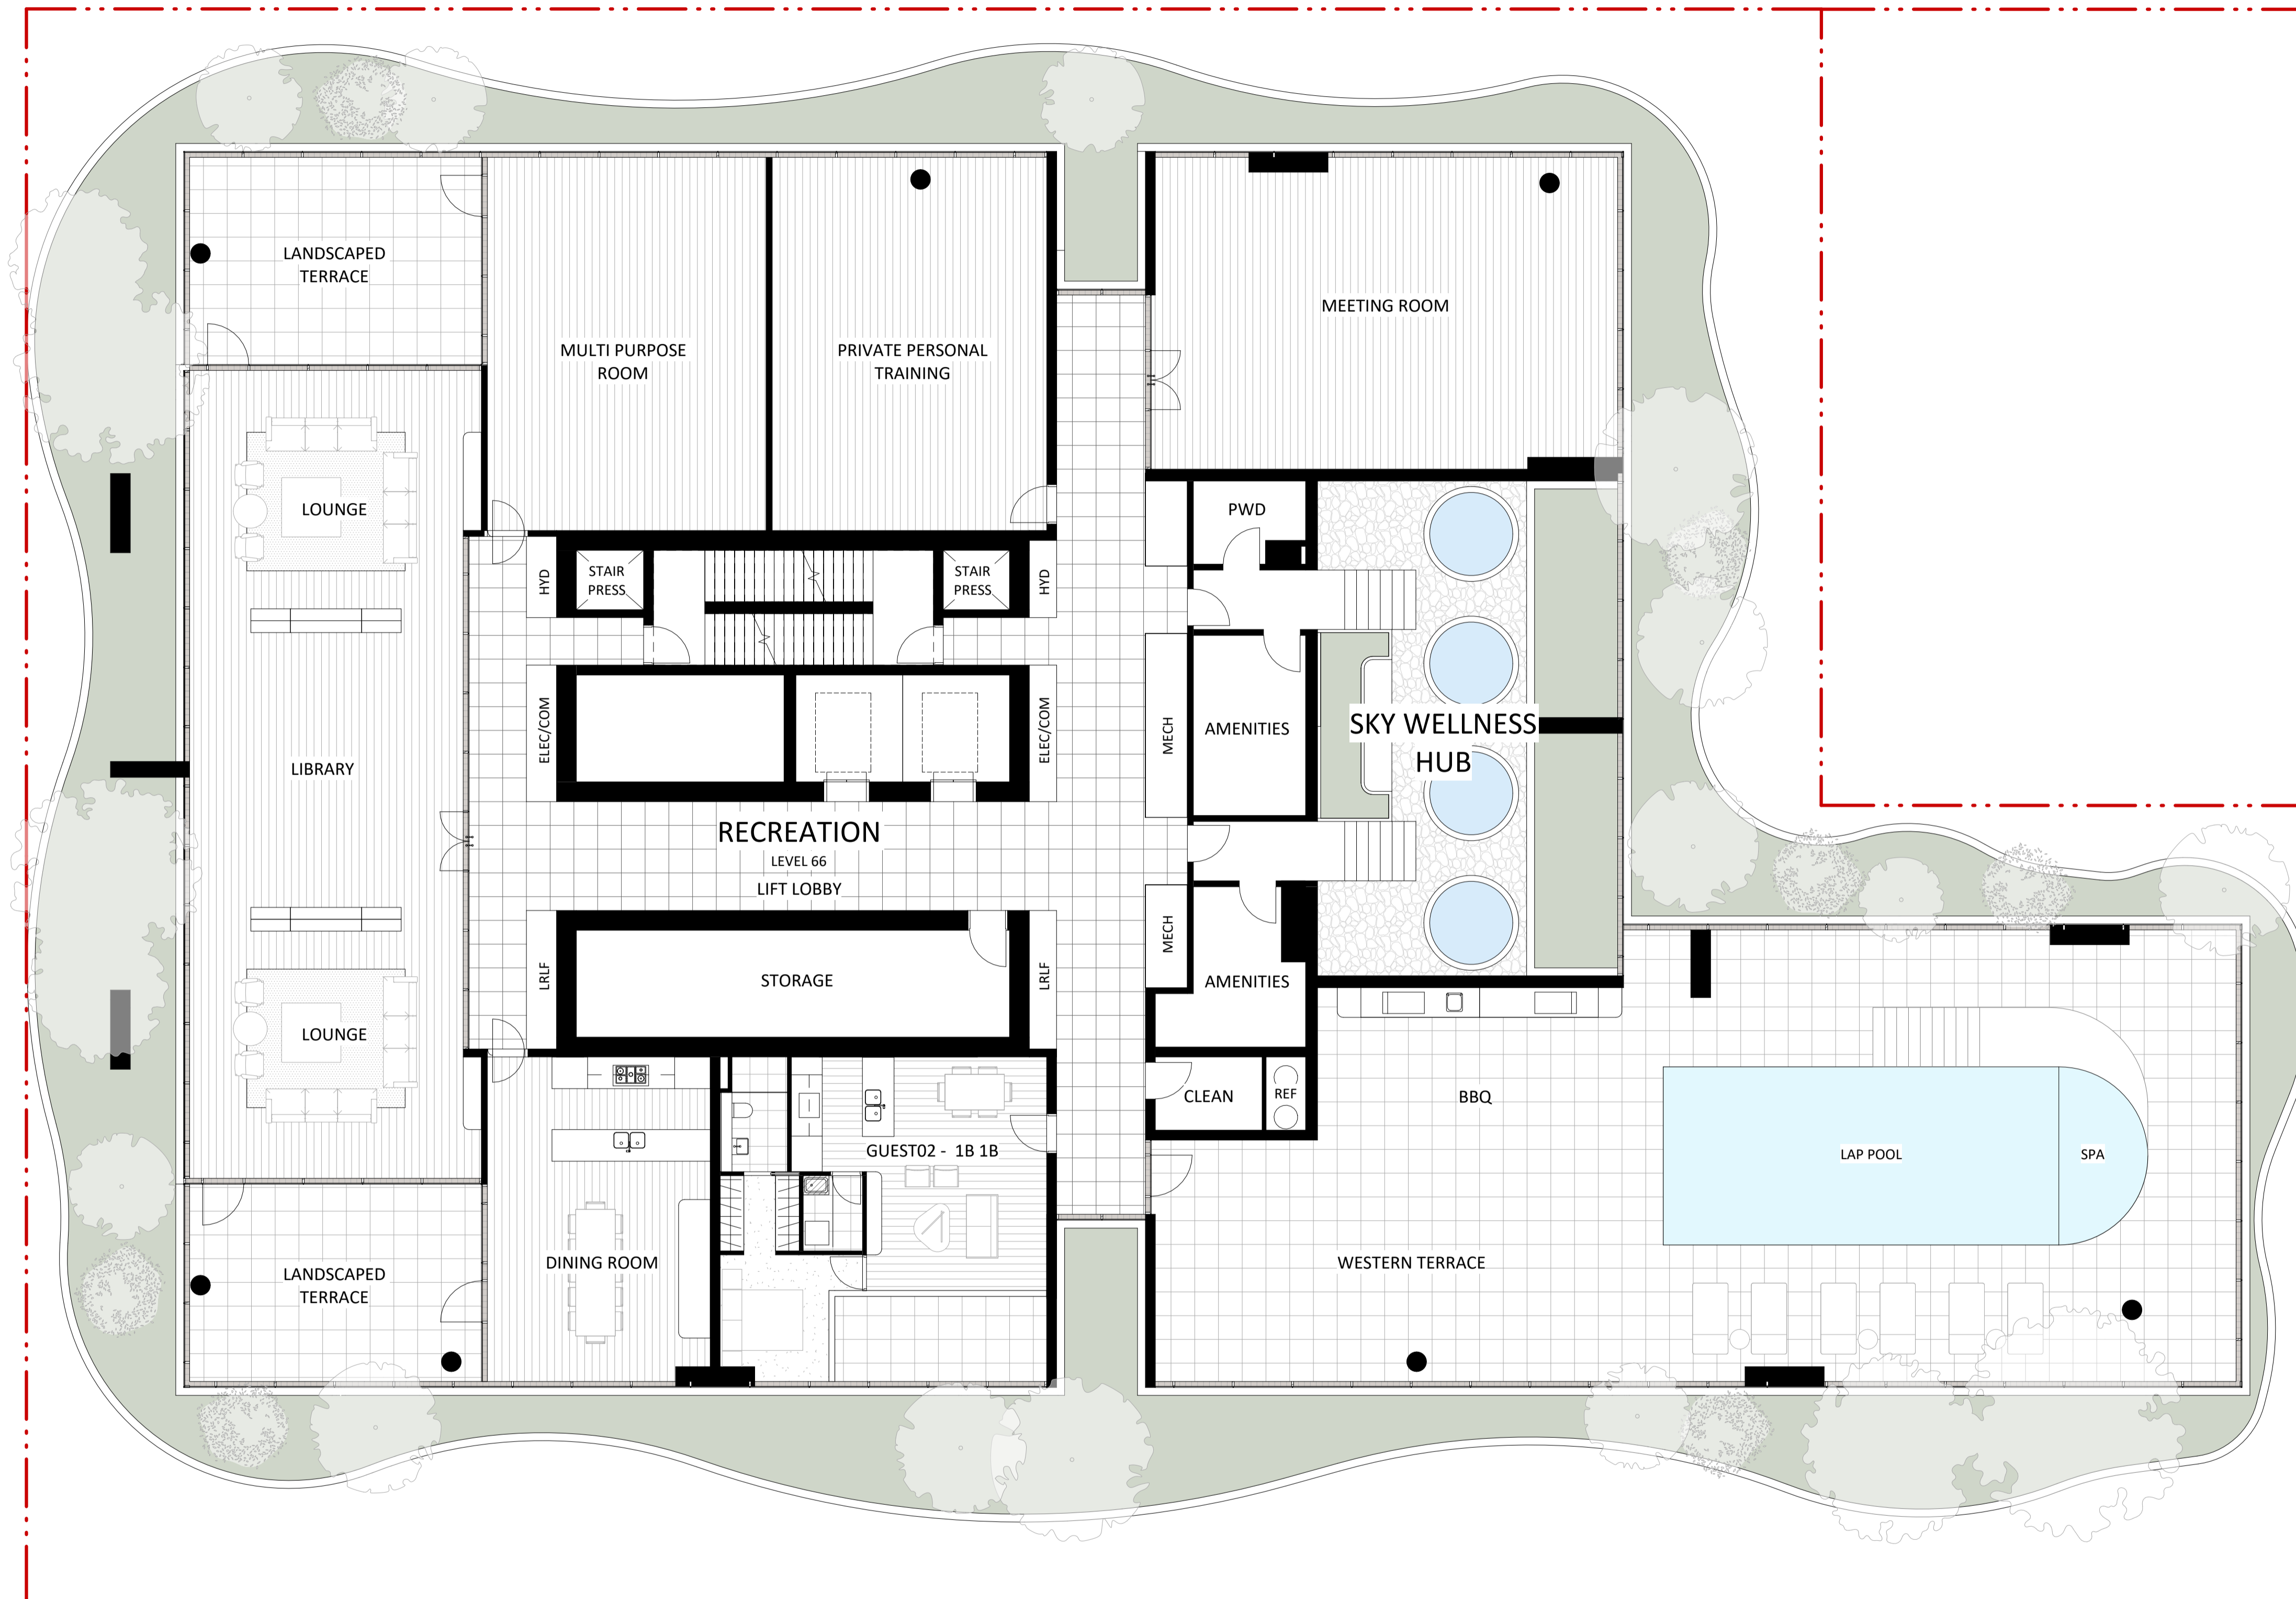 LANDSCAPED
TERRACE
MULTI PURPOSE
ROOM
PRIVATE PERSONAL
TRAINING
MEETING ROOM
LOUNGE
PWD
STAIR
PRESS
STAIR
PRESS
HYD
HYD
LIBRARY
ELEC/COM
ELEC/COM
MECH
AMENITIES
SKY WELLNESS
HUB
RECREATION
LEVEL 66
LIFT LOBBY
MECH
LRLF
STORAGE
LRLF
AMENITIES
LOUNGE
CLEAN
REF
BBQ
GUEST02 - 1B 1B
LAP POOL
SPA
DINING ROOM
WESTERN TERRACE
LANDSCAPED
TERRACE